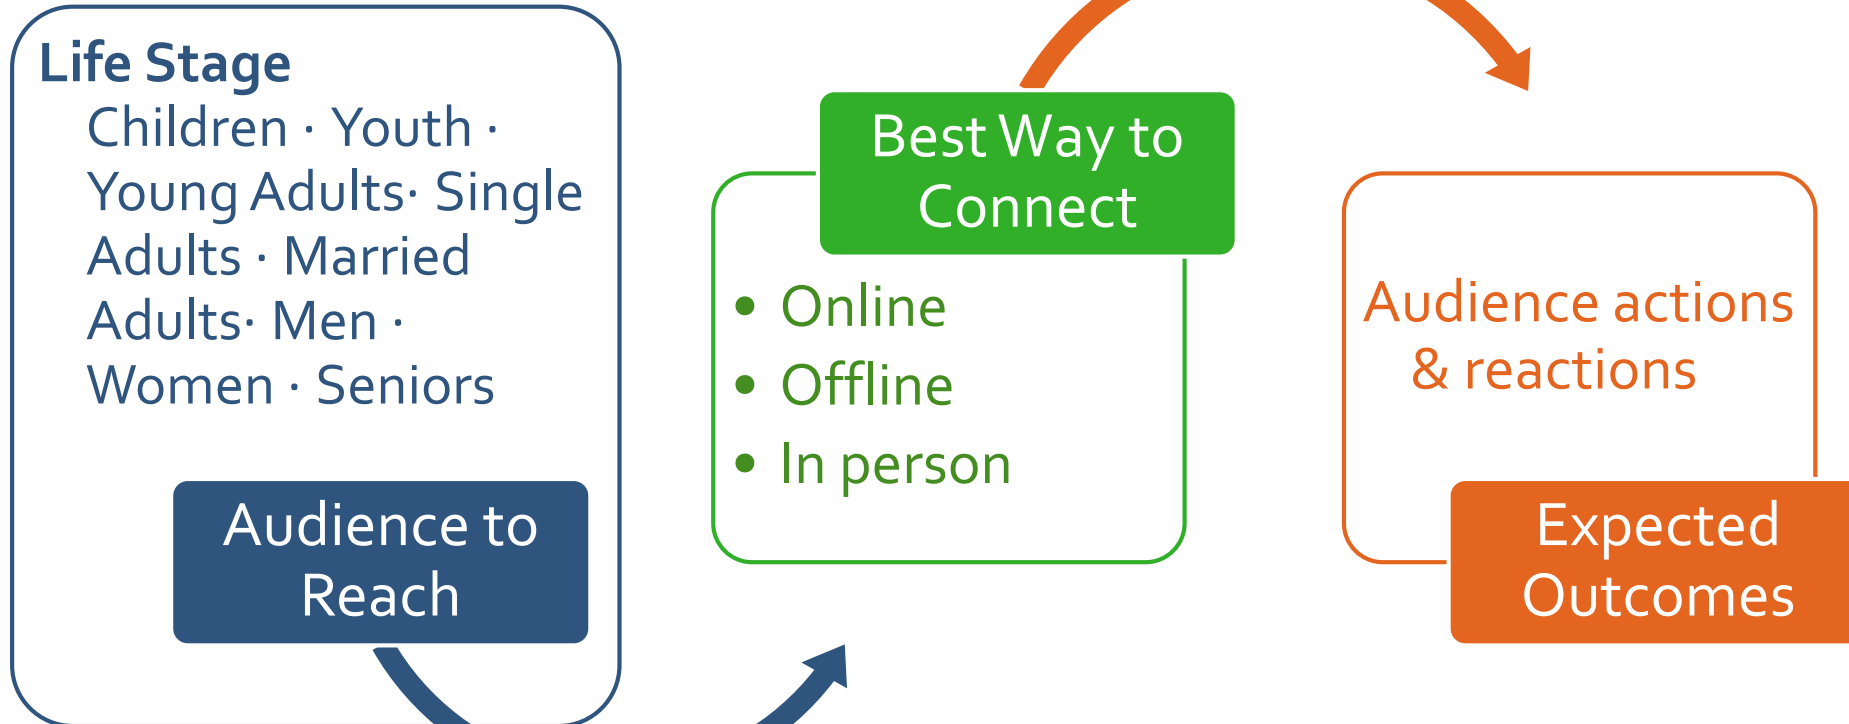 Life Stage
Children · Youth ·
Young Adults· Single
Adults · Married
Adults· Men ·
Women · Seniors
Audience to
Reach
Best Way to
Connect
• Online
• Offline
• In person
Audience actions
& reactions
Expected
Outcomes